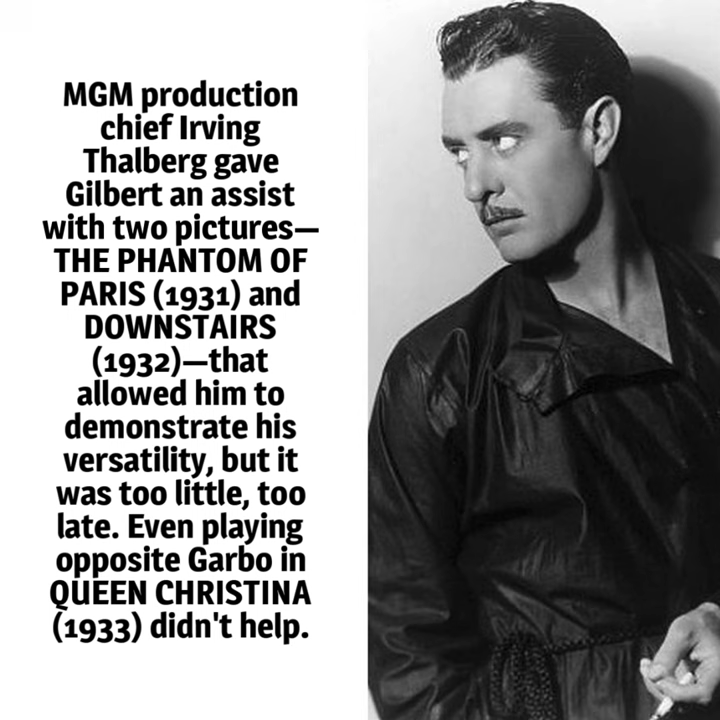 MGM production
chief Irving
Thalberg gave
Gilbert an assist
with two pictures—
THE PHANTOM OF
PARIS (1931) and
DOWNSTAIRS
(1932)—that
allowed him to
demonstrate his
versatility, but it
was too little, too
late. Even playing
opposite Garbo in
QUEEN CHRISTINA
(1933) didn't help.